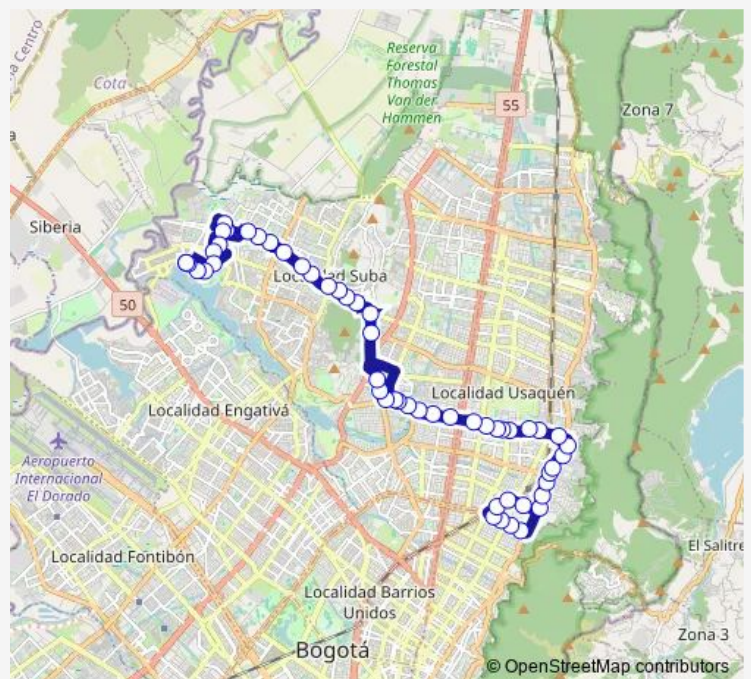 Cota
Reserva
Forestal
Thomas
Van der
Hammen
55
Zona 7
Siberia
Localidad Suba
50
Localidad Usaquén
Localidad Engativá
Aeropuerto
Internacional
El Dorado
Localidad Fontibón
El Salitre
Localidad Barrios
Unidos
Zona 3
Bogotá
© OpenStreetMap contributors